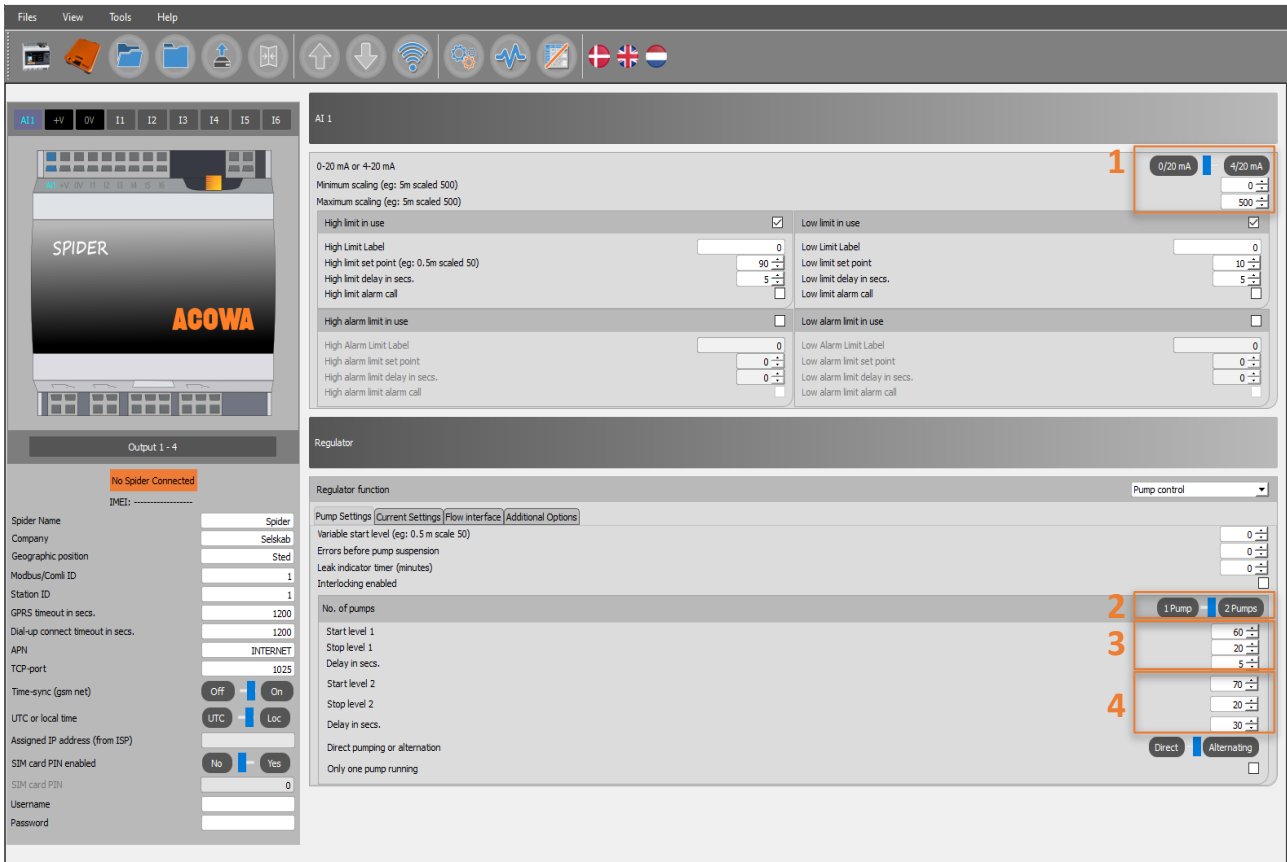 Files View Tools Help
AI1 +V 0V I1 I2 I3 I4 I5 I6
AI1 +V 0V I1 I2 I3 I4 I5 I6
SPIDER
ACOWA
Output 1 - 4
No Spider Connected
IMEI: ------------------
Spider Name Spider
Company Selskab
Geographic position Sted
Modbus/Comli ID 1
Station ID 1
GPRS timeout in secs. 1200
Dial-up connect timeout in secs. 1200
APN INTERNET
TCP-port 1025
Time-sync (gsm net) Off On
UTC or local time UTC Loc
Assigned IP address (from ISP)
SIM card PIN enabled No Yes
SIM card PIN 0
Username
Password
AI 1
0-20 mA or 4-20 mA 1 0/20 mA 4/20 mA
Minimum scaling (eg: 5m scaled 500) 0
Maximum scaling (eg: 5m scaled 500) 500
High limit in use
High Limit Label 0
High limit set point (eg: 0.5m scaled 50) 90
High limit delay in secs. 5
High limit alarm call
Low limit in use
Low Limit Label 0
Low limit set point 10
Low limit delay in secs. 5
Low limit alarm call
High alarm limit in use
High Alarm Limit Label 0
High alarm limit set point 0
High alarm limit delay in secs. 0
High alarm limit alarm call
Low alarm limit in use
Low Alarm Limit Label 0
Low alarm limit set point 0
Low alarm limit delay in secs. 0
Low alarm limit alarm call
Regulator
Regulator function Pump control
Pump Settings Current Settings Flow interface Additional Options
Variable start level (eg: 0.5 m scale 50) 0
Errors before pump suspension 0
Leak indicator timer (minutes) 0
Interlocking enabled
No. of pumps 2 1 Pump 2 Pumps
Start level 1 60
Stop level 1 3 20
Delay in secs. 5
Start level 2 70
Stop level 2 4 20
Delay in secs. 30
Direct pumping or alternation Direct Alternating
Only one pump running